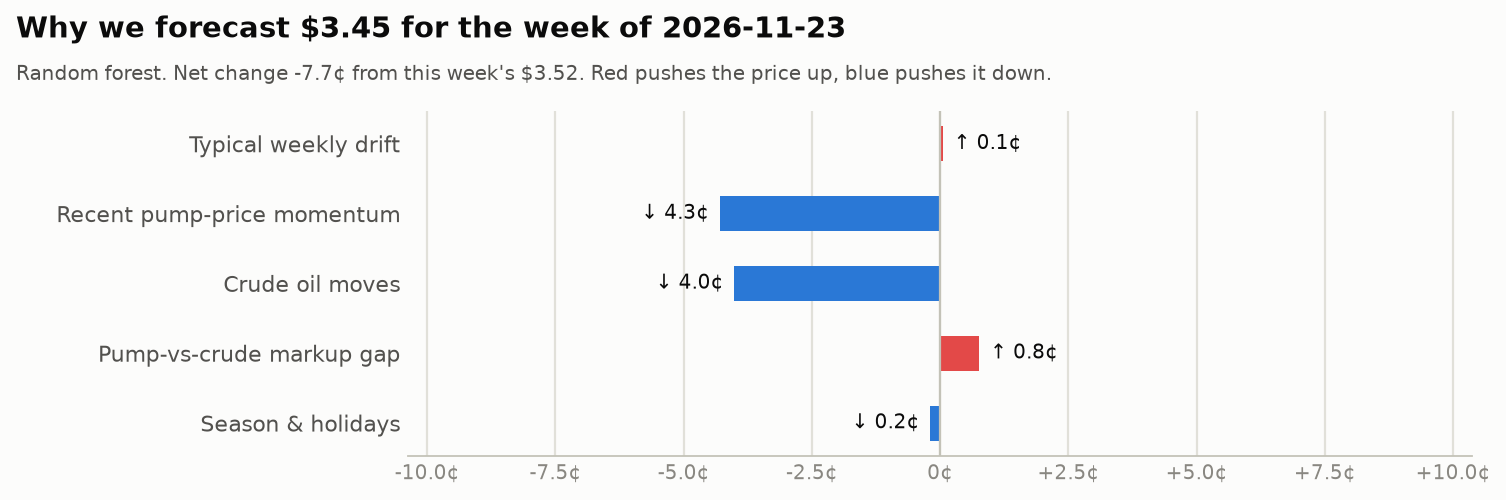 Why we forecast $3.45 for the week of 2026-11-23
Random forest. Net change -7.7¢ from this week's $3.52. Red pushes the price up, blue pushes it down.
Typical weekly drift
↑ 0.1¢
Recent pump-price momentum
↓ 4.3¢
Crude oil moves
↓ 4.0¢
Pump-vs-crude markup gap
↑ 0.8¢
Season & holidays
↓ 0.2¢
-10.0¢ -7.5¢ -5.0¢ -2.5¢ 0¢ +2.5¢ +5.0¢ +7.5¢ +10.0¢